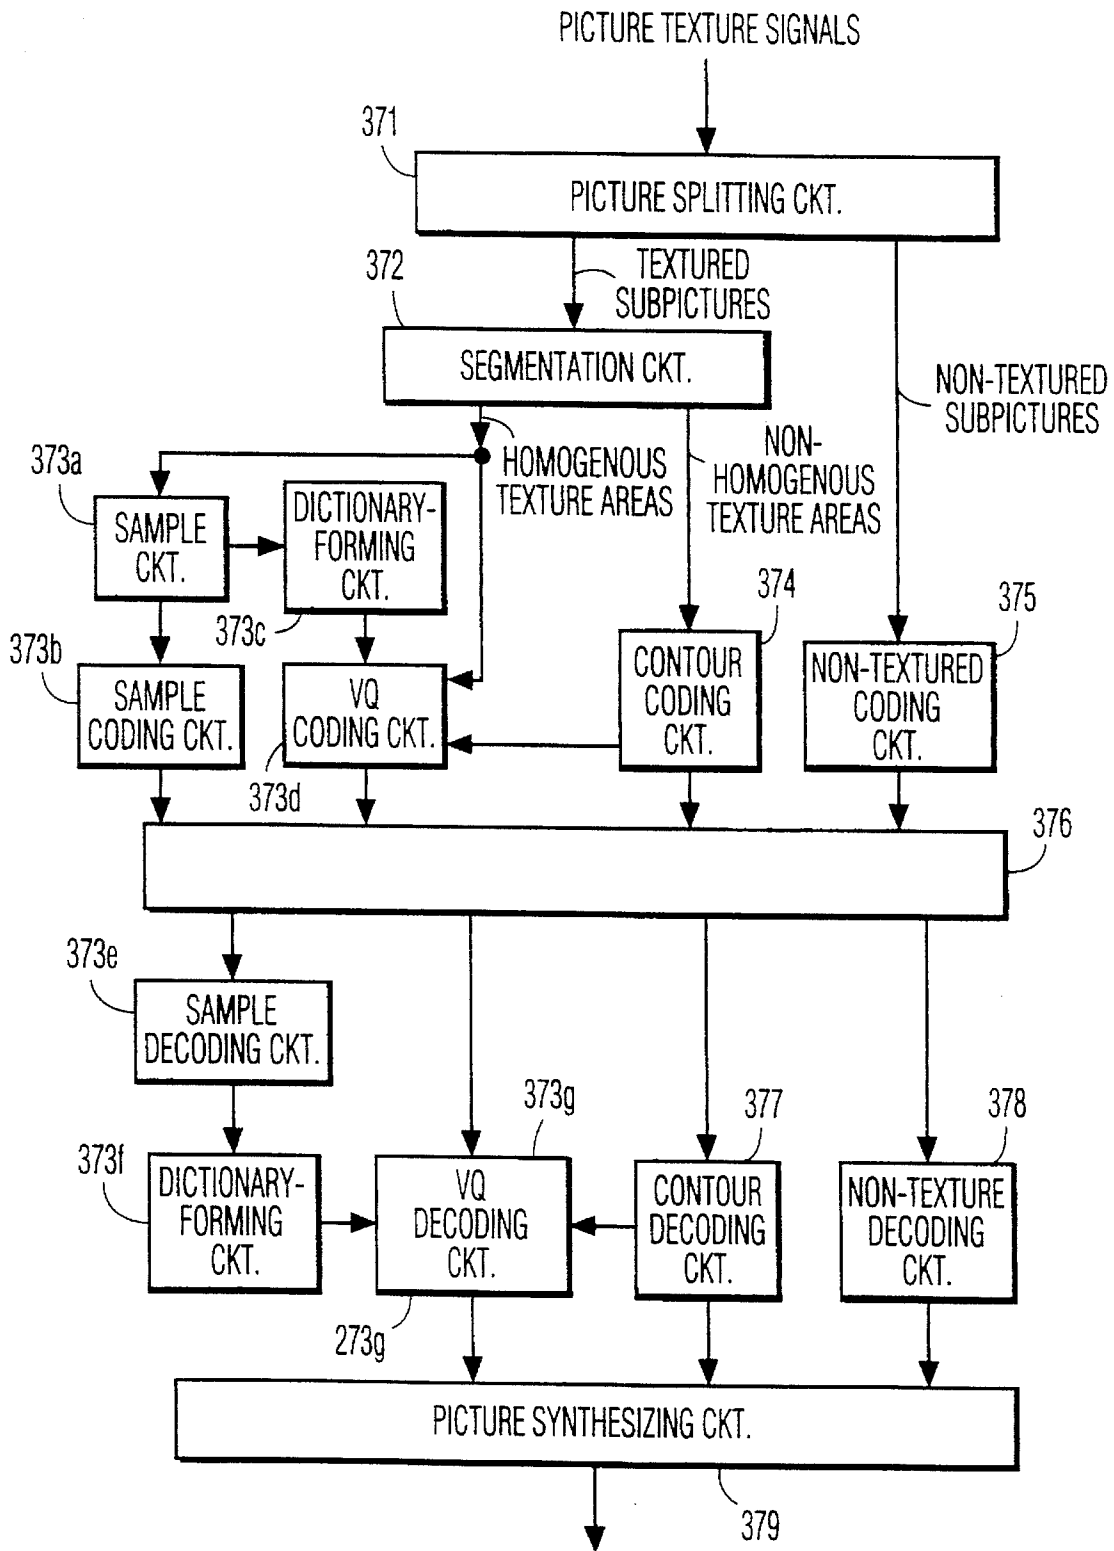 PICTURE TEXTURE SIGNALS
371
PICTURE SPLITTING CKT.
372
TEXTURED
SUBPICTURES
SEGMENTATION CKT.
NON-TEXTURED
SUBPICTURES
HOMOGENOUS
TEXTURE AREAS
NON-
HOMOGENOUS
TEXTURE AREAS
373a
SAMPLE
CKT.
DICTIONARY-
FORMING
CKT.
373c
374
375
373b
SAMPLE
CODING CKT.
VQ
CODING CKT.
373d
CONTOUR
CODING
CKT.
NON-TEXTURED
CODING
CKT.
376
373e
SAMPLE
DECODING CKT.
373f
DICTIONARY-
FORMING
CKT.
373g
VQ
DECODING
CKT.
273g
377
CONTOUR
DECODING
CKT.
378
NON-TEXTURE
DECODING
CKT.
PICTURE SYNTHESIZING CKT.
379